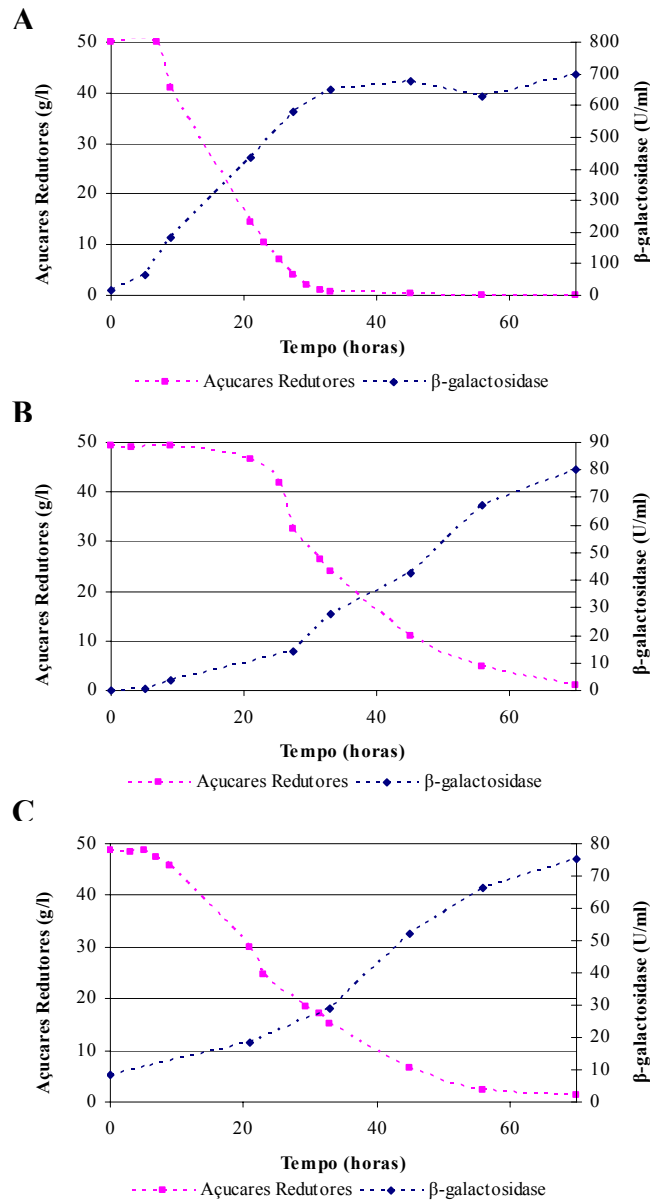 A
50
40
30
20
10
0
Açucares Redutores (g/l)
800
700
600
500
400
300
200
100
0
β-galactosidase (U/ml)
0 20 40 60
Tempo (horas)
Açucares Redutores β-galactosidase
B
50
40
30
20
10
0
Açucares Redutores (g/l)
90
80
70
60
50
40
30
20
10
0
β-galactosidase (U/ml)
0 20 40 60
Tempo (horas)
Açucares Redutores β-galactosidase
C
50
40
30
20
10
0
Açucares Redutores (g/l)
80
70
60
50
40
30
20
10
0
β-galactosidase (U/ml)
0 20 40 60
Tempo (horas)
Açucares Redutores β-galactosidase